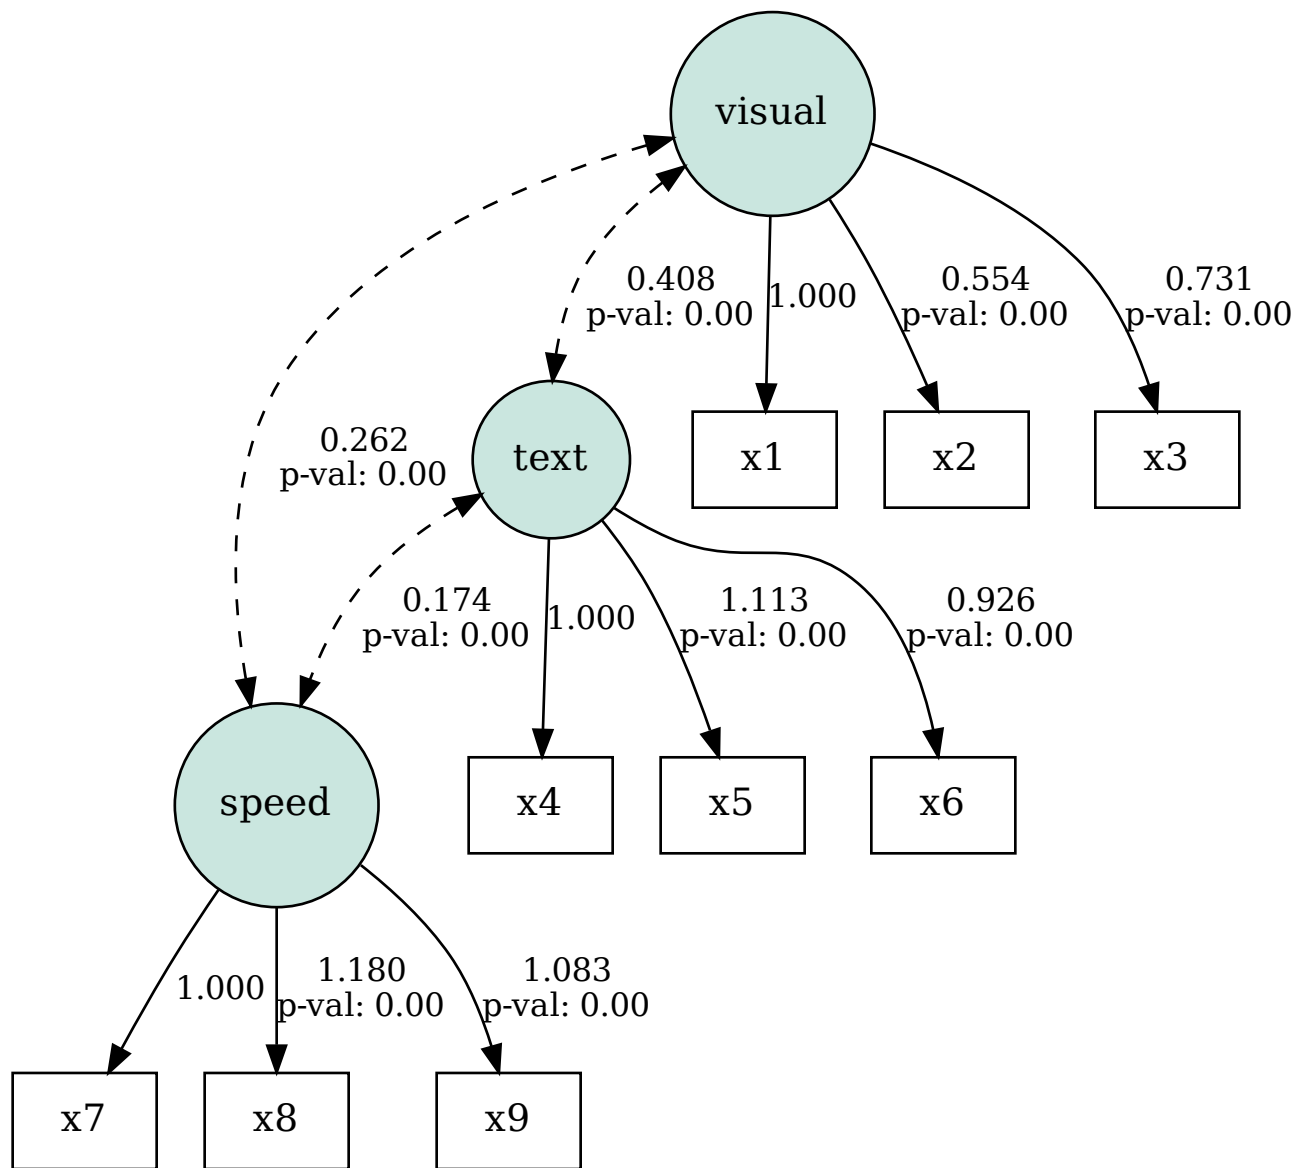 visual
0.408
p-val: 0.00
1.000
0.554
p-val: 0.00
0.731
p-val: 0.00
0.262
p-val: 0.00
text
x1
x2
x3
0.174
p-val: 0.00
1.000
1.113
p-val: 0.00
0.926
p-val: 0.00
speed
x4
x5
x6
1.000
1.180
p-val: 0.00
1.083
p-val: 0.00
x7
x8
x9